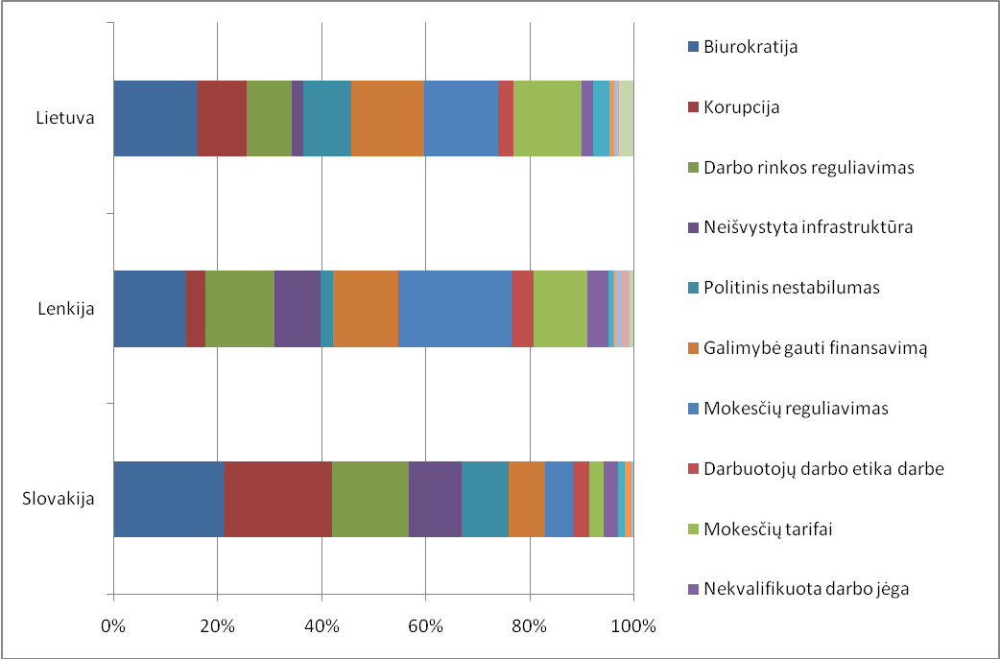 Lietuva
Lenkija
Slovakija
0% 20% 40% 60% 80% 100%
Biurokratija
Korupcija
Darbo rinkos reguliavimas
Neišvystyta infrastruktūra
Politinis nestabilumas
Galimybė gauti finansavimą
Mokesčių reguliavimas
Darbuotojų darbo etika darbe
Mokesčių tarifai
Nekvalifikuota darbo jėga